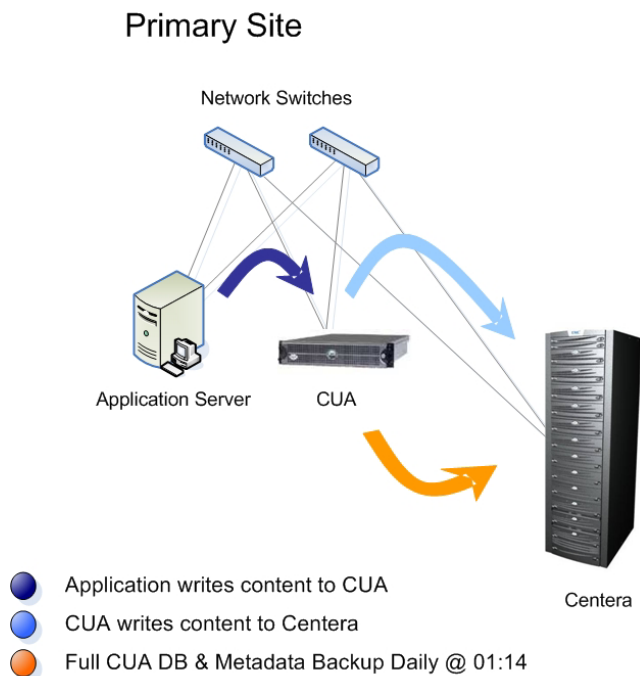 Primary Site
Network Switches
Application Server
CUA
Centera
Application writes content to CUA
CUA writes content to Centera
Full CUA DB & Metadata Backup Daily @ 01:14